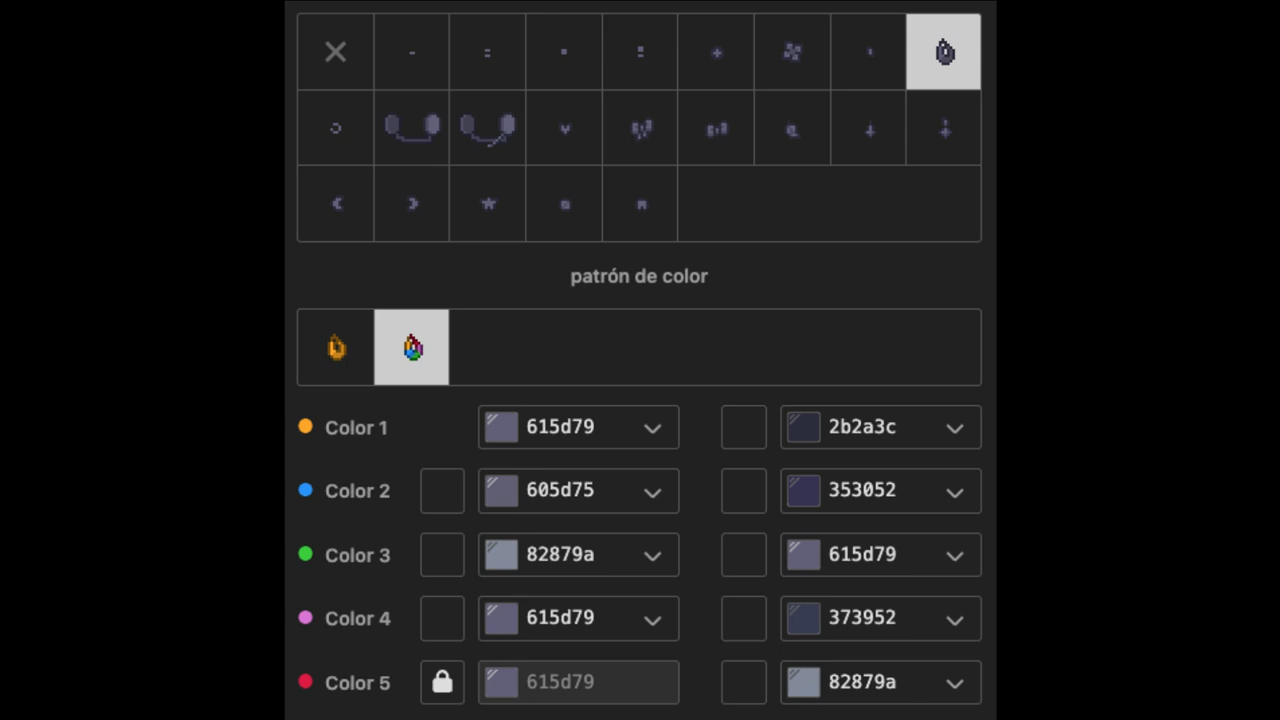 patrón de color
Color 1 615d79 2b2a3c
Color 2 605d75 353052
Color 3 82879a 615d79
Color 4 615d79 373952
Color 5 615d79 82879a